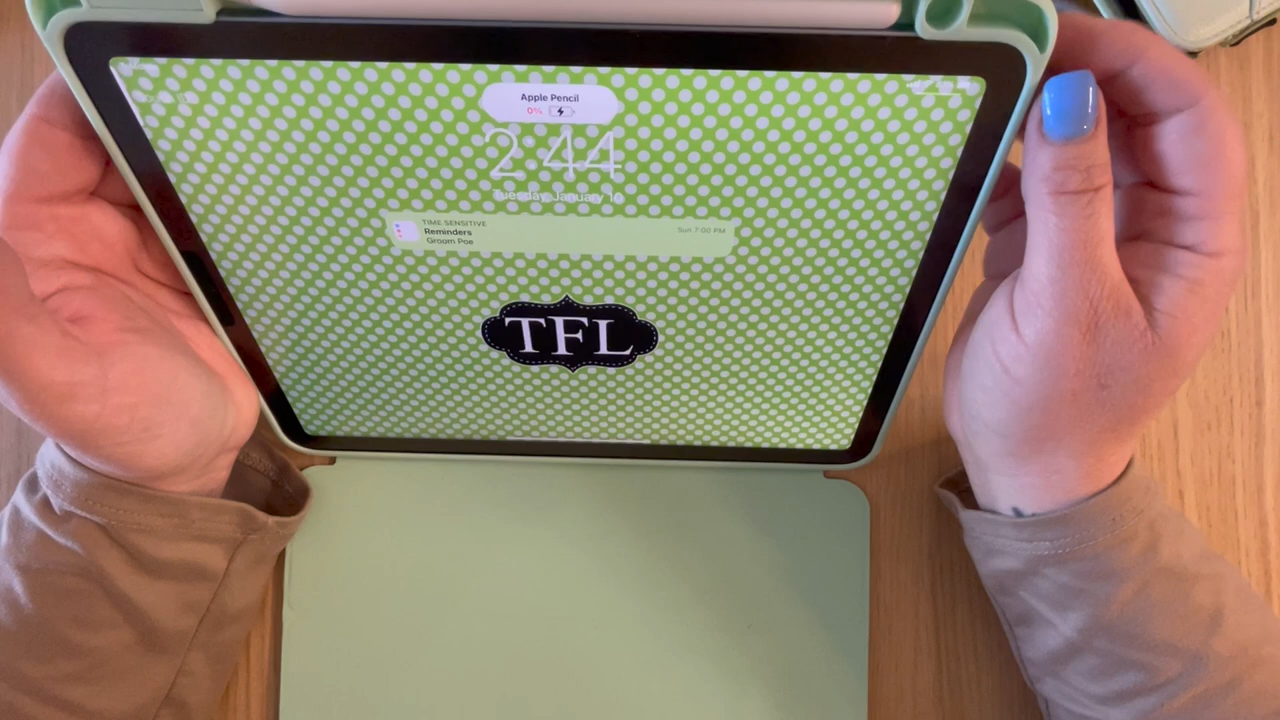 Apple Pencil
0%
2:44
Tuesday January 10
TIME SENSITIVE
Reminders
Sun 7:00 PM
Groom Poe
TFL